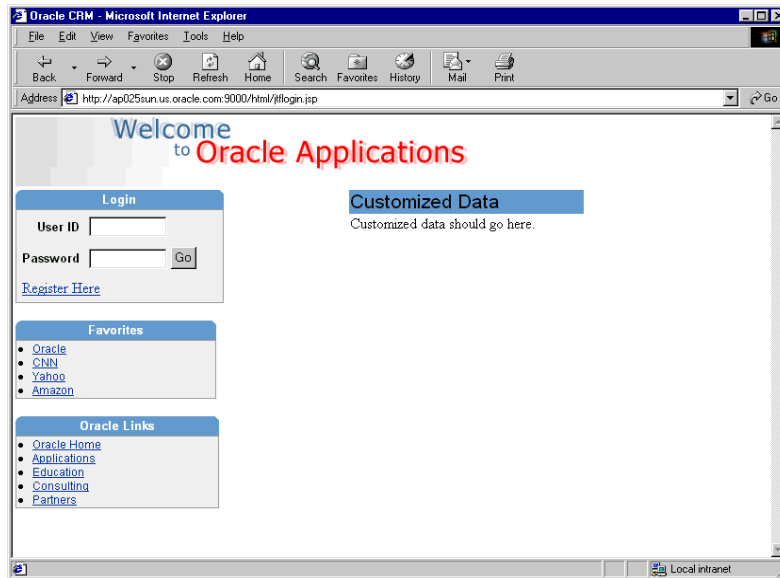 Oracle CRM - Microsoft Internet Explorer
File Edit View Favorites Tools Help
Back Forward Stop Refresh Home Search Favorites History Mail Print
Address http://ap025sun.us.oracle.com:9000/html/jtflogin.jsp Go
Welcome
to Oracle Applications
Login
User ID
Password Go
Register Here
Customized Data
Customized data should go here.
Favorites
Oracle
CNN
Yahoo
Amazon
Oracle Links
Oracle Home
Applications
Education
Consulting
Partners
Local intranet